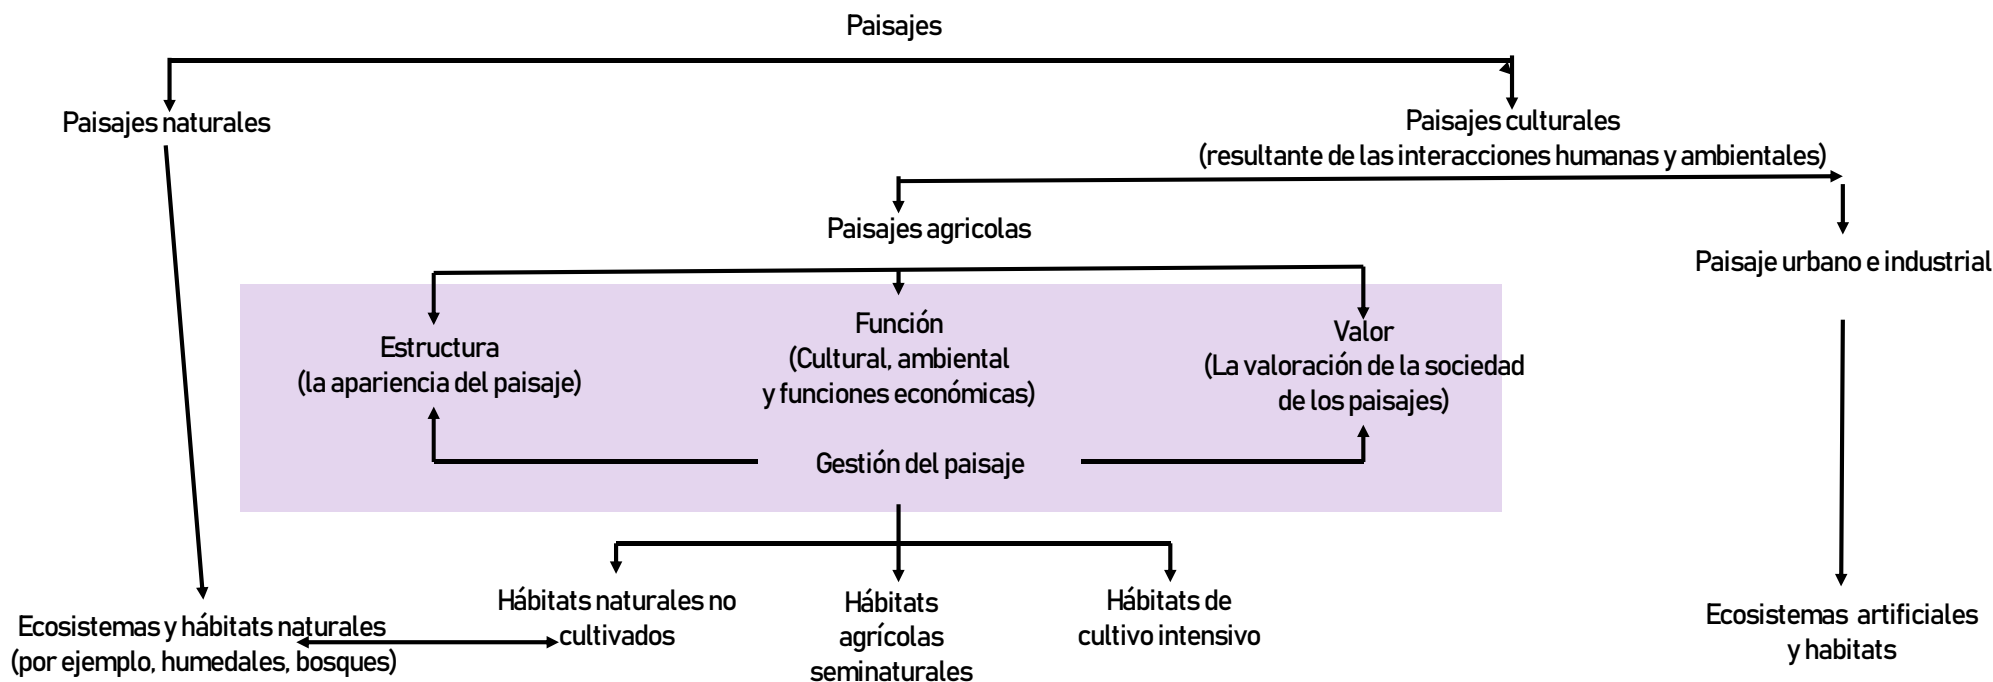 Paisajes
Paisajes naturales
Paisajes culturales
(resultante de las interacciones humanas y ambientales)
Paisajes agricolas
Paisaje urbano e industrial
Estructura
(la apariencia del paisaje)
Función
(Cultural, ambiental
y funciones económicas)
Valor
(La valoración de la sociedad
de los paisajes)
Gestión del paisaje
Ecosistemas y hábitats naturales
(por ejemplo, humedales, bosques)
Hábitats naturales no
cultivados
Hábitats
agrícolas
seminaturales
Hábitats de
cultivo intensivo
Ecosistemas artificiales
y habitats